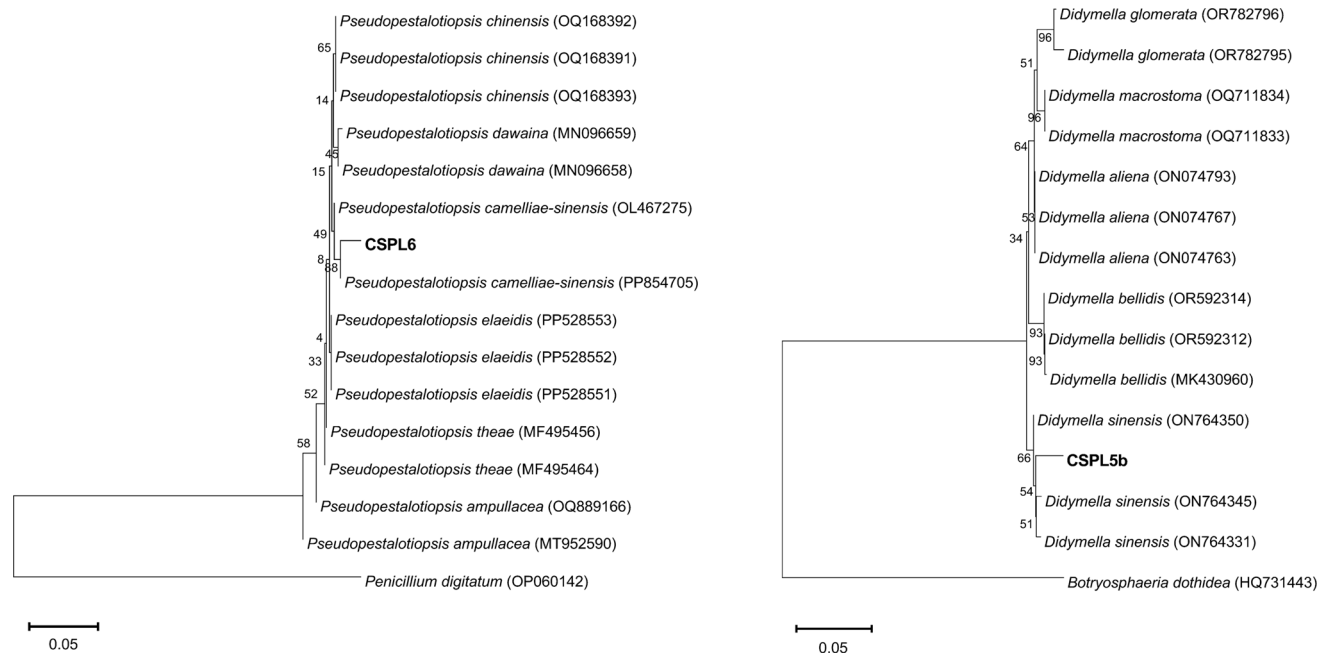 Pseudopestalotiopsis chinensis (OQ168392)
65
Pseudopestalotiopsis chinensis (OQ168391)
14
Pseudopestalotiopsis chinensis (OQ168393)
Pseudopestalotiopsis dawaina (MN096659)
45
15
Pseudopestalotiopsis dawaina (MN096658)
Pseudopestalotiopsis camelliae-sinensis (OL467275)
49
CSPL6
8
88
Pseudopestalotiopsis camelliae-sinensis (PP854705)
Pseudopestalotiopsis elaeidis (PP528553)
4
33
Pseudopestalotiopsis elaeidis (PP528552)
52
Pseudopestalotiopsis elaeidis (PP528551)
Pseudopestalotiopsis theae (MF495456)
58
Pseudopestalotiopsis theae (MF495464)
Pseudopestalotiopsis ampullacea (OQ889166)
Pseudopestalotiopsis ampullacea (MT952590)
Penicillium digitatum (OP060142)
0.05
Didymella glomerata (OR782796)
96
Didymella glomerata (OR782795)
51
Didymella macrostoma (OQ711834)
96
Didymella macrostoma (OQ711833)
64
Didymella aliena (ON074793)
53
Didymella aliena (ON074767)
34
Didymella aliena (ON074763)
Didymella bellidis (OR592314)
93
Didymella bellidis (OR592312)
93
Didymella bellidis (MK430960)
Didymella sinensis (ON764350)
66
CSPL5b
54
Didymella sinensis (ON764345)
51
Didymella sinensis (ON764331)
Botryosphaeria dothidea (HQ731443)
0.05